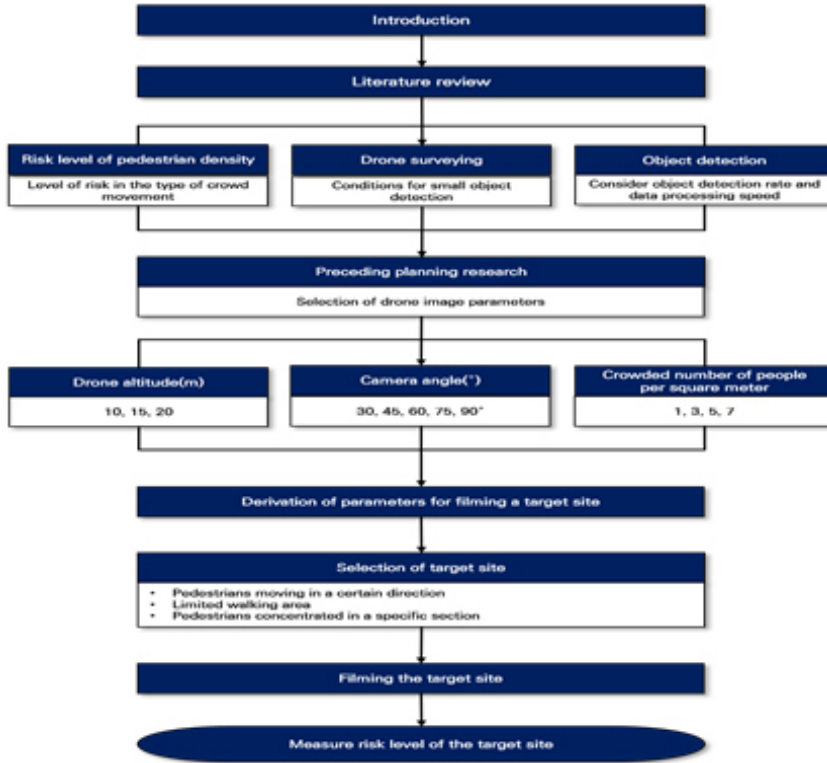 Introduction
Literature review
Risk level of pedestrian density
Level of risk in the type of crowd
movement
Drone surveying
Conditions for small object
detection
Object detection
Consider object detection rate and
data processing speed
Preceding planning research
Selection of drone image parameters
Drone altitude(m)
10, 15, 20
Camera angle(°)
30, 45, 60, 75, 90°
Crowded number of people
per square meter
1, 3, 5, 7
Derivation of parameters for filming a target site
Selection of target site
• Pedestrians moving in a certain direction
• Limited walking area
• Pedestrians concentrated in a specific section
Filming the target site
Measure risk level of the target site